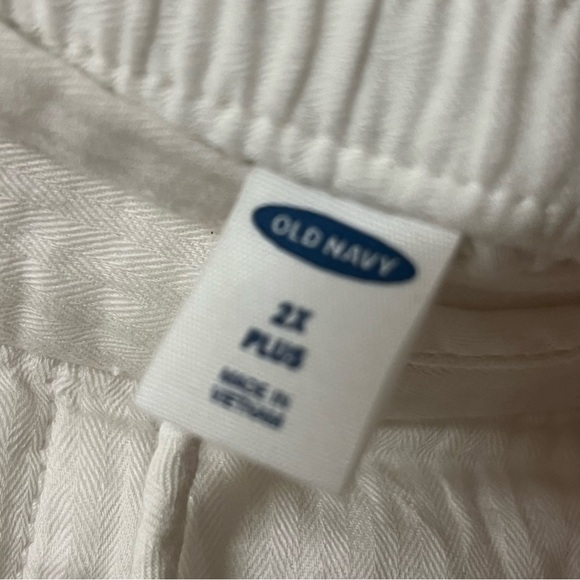 OLD NAVY
2X
PLUS
MADE IN
VIETNAM